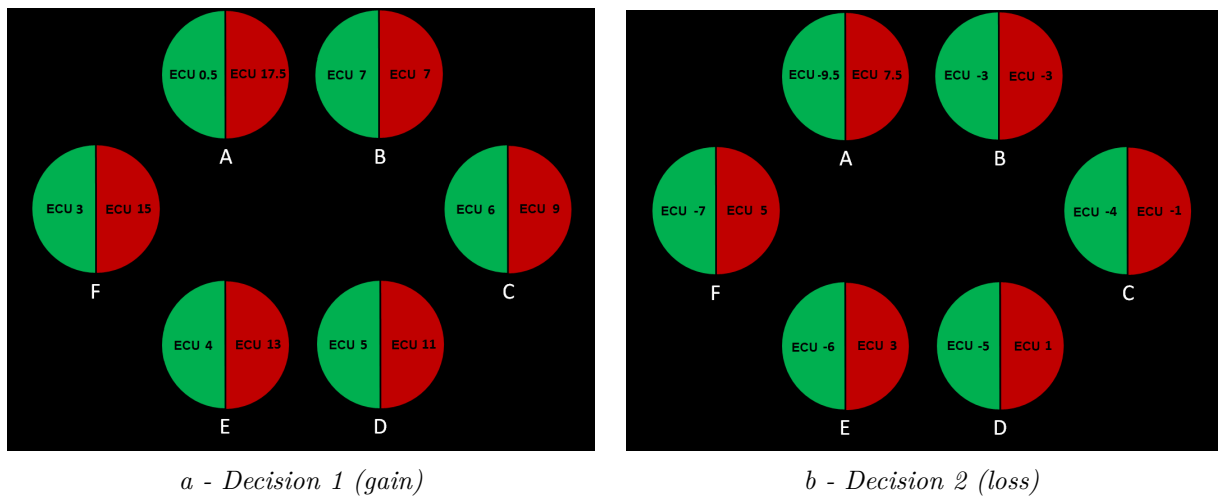 ECU 0.5 ECU 17.5
A
ECU 7 ECU 7
B
ECU 3 ECU 15
F
ECU 6 ECU 9
C
ECU 4 ECU 13
E
ECU 5 ECU 11
D
a - Decision 1 (gain)
ECU -9.5 ECU 7.5
A
ECU -3 ECU -3
B
ECU -7 ECU 5
F
ECU -4 ECU -1
C
ECU -6 ECU 3
E
ECU -5 ECU 1
D
b - Decision 2 (loss)